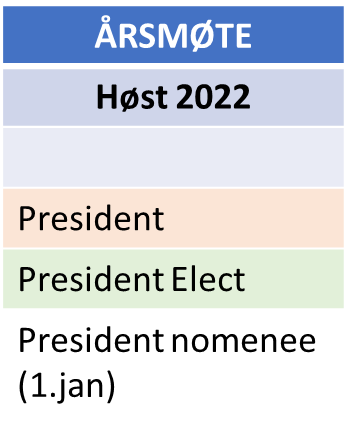 ÅRSMØTE
Høst 2022
President
President Elect
President nomenee
(1.jan)